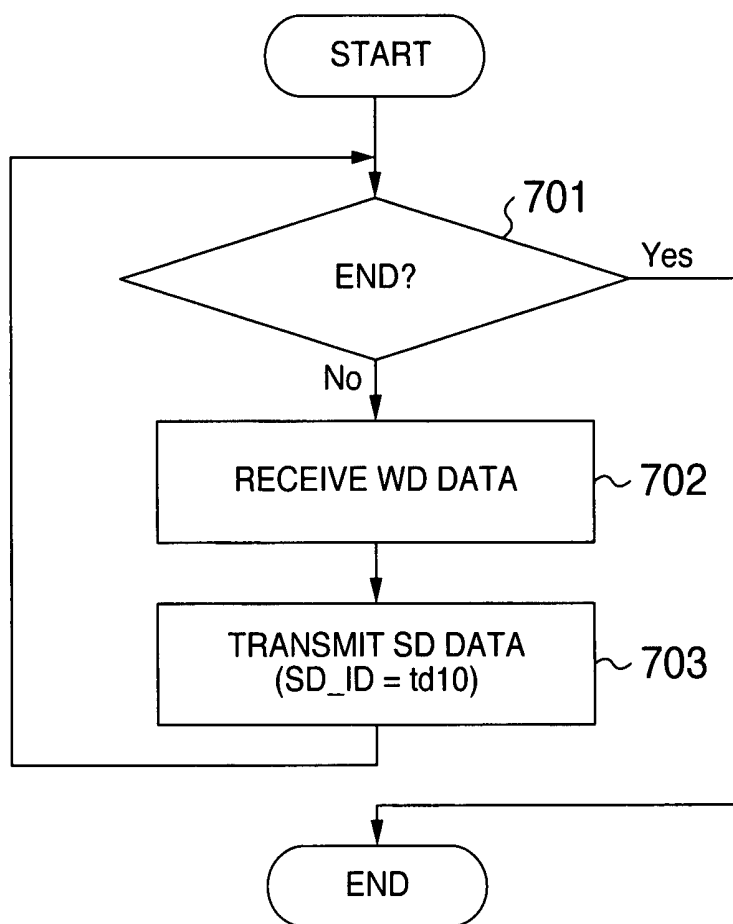 START
701
END?
Yes
No
RECEIVE WD DATA
702
TRANSMIT SD DATA
(SD_ID = td10)
703
END